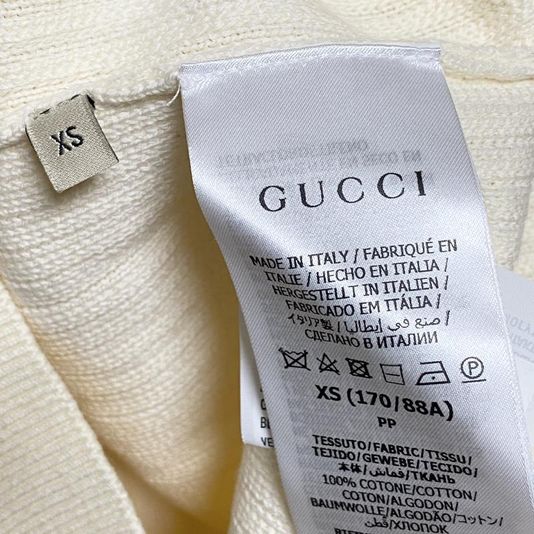 XS
TETRACLOROETILENO
GUCCI
MADE IN ITALY / FABRIQUÉ EN
ITALIE / HECHO EN ITALIA /
HERGESTELLT IN ITALIEN /
FABRICADO EM ITÁLIA /
イタリア製 / صنع في إيطاليا /
СДЕЛАНО В ИТАЛИИ
P
XS (170/88A)
PP
TESSUTO/FABRIC/TISSU/
TEJIDO/GEWEBE/TECIDO/
本体/قماش/ТКАНЬ
100% COTONE/COTTON/
COTON/ALGODON/
BAUMWOLLE/ALGODÃO/コットン/
قطن/ХЛОПОК